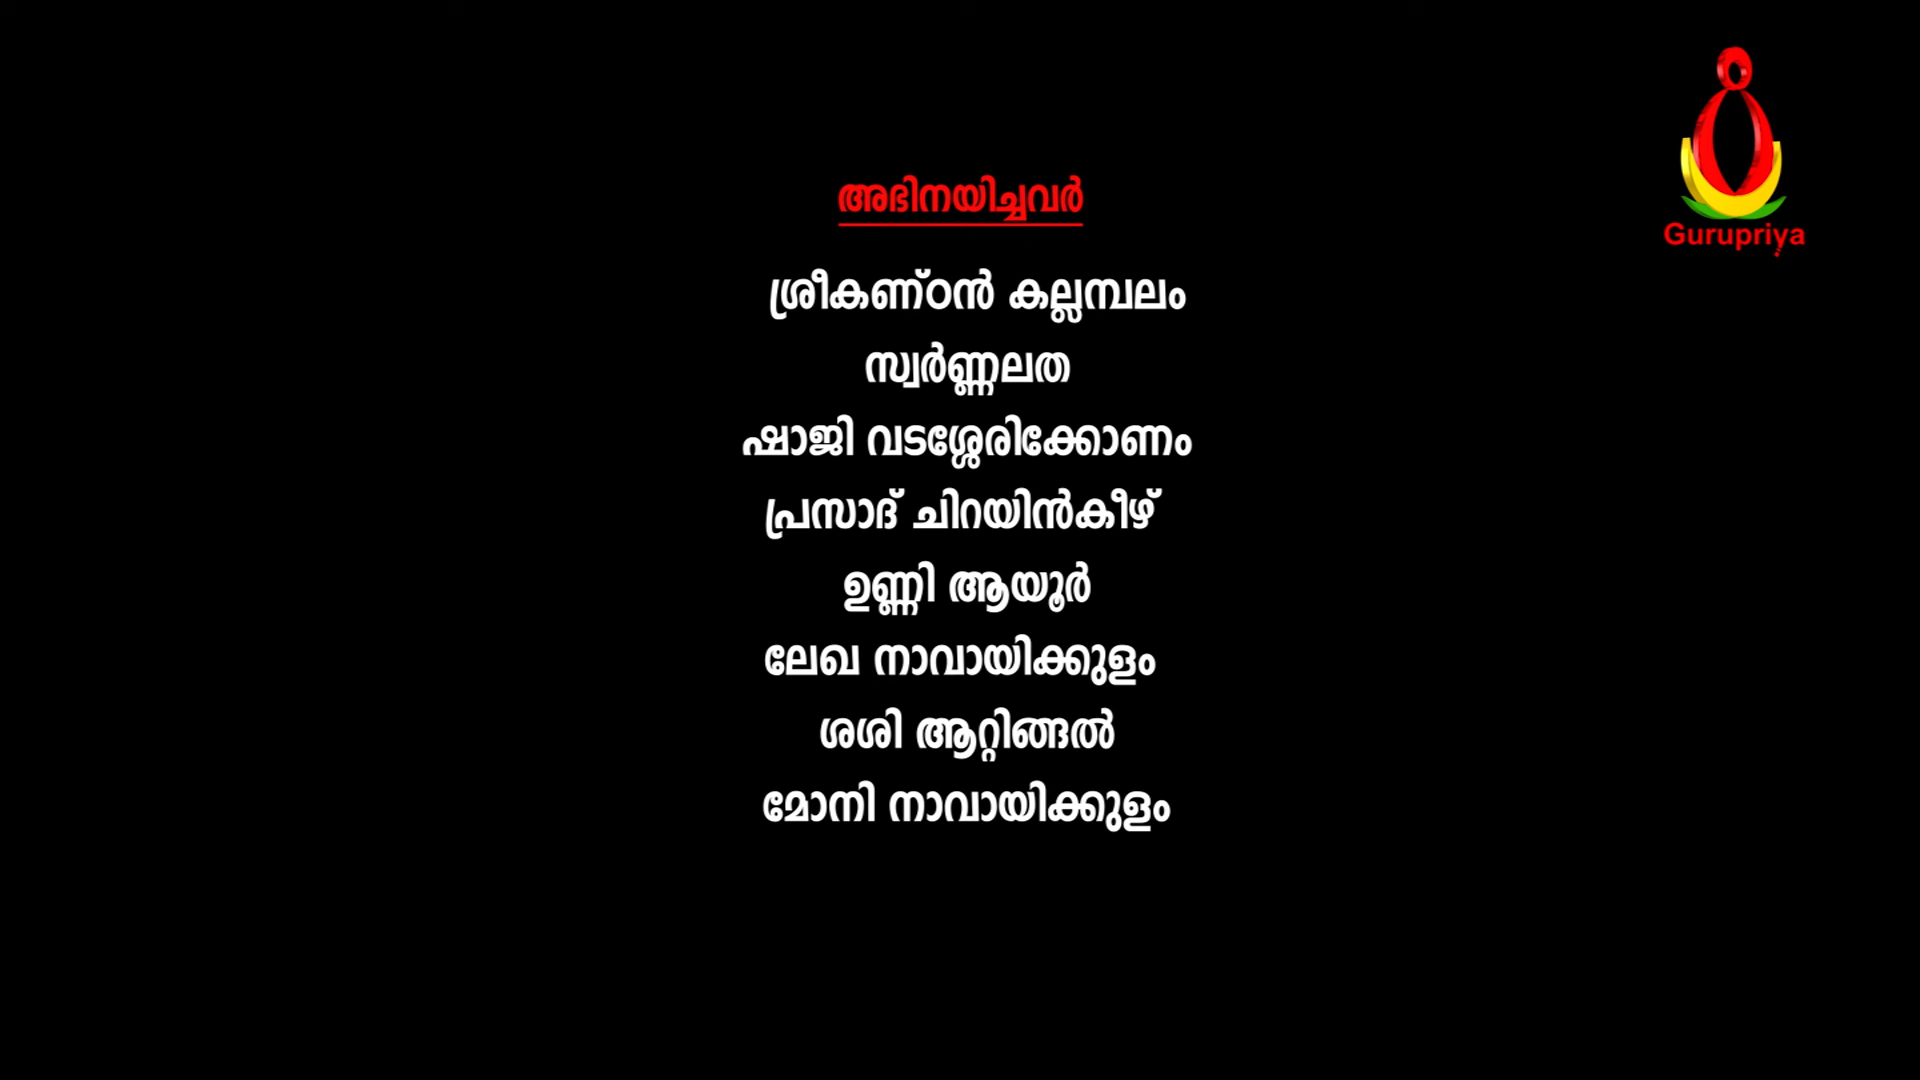 അഭിനയിച്ചവർ
ശ്രീകണ്ഠൻ കല്ലമ്പലം
സ്വർണ്ണലത
ഷാജി വടശ്ശേരിക്കോണം
പ്രസാദ് ചിറയിൻകീഴ്
ഉണ്ണി ആയൂർ
ലേഖ നാവായിക്കുളം
ശശി ആറ്റിങ്ങൽ
മോനി നാവായിക്കുളം
Gurupriya